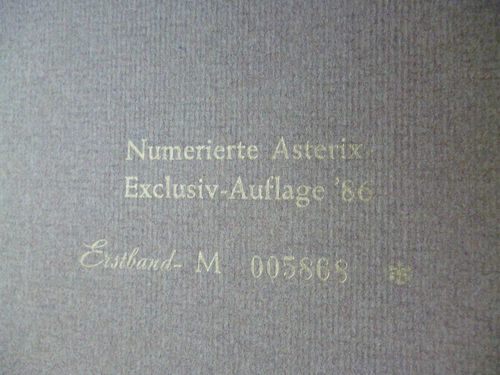 Numerierte Asterix
Exclusiv-Auflage '86
Erstband- M 005868 *